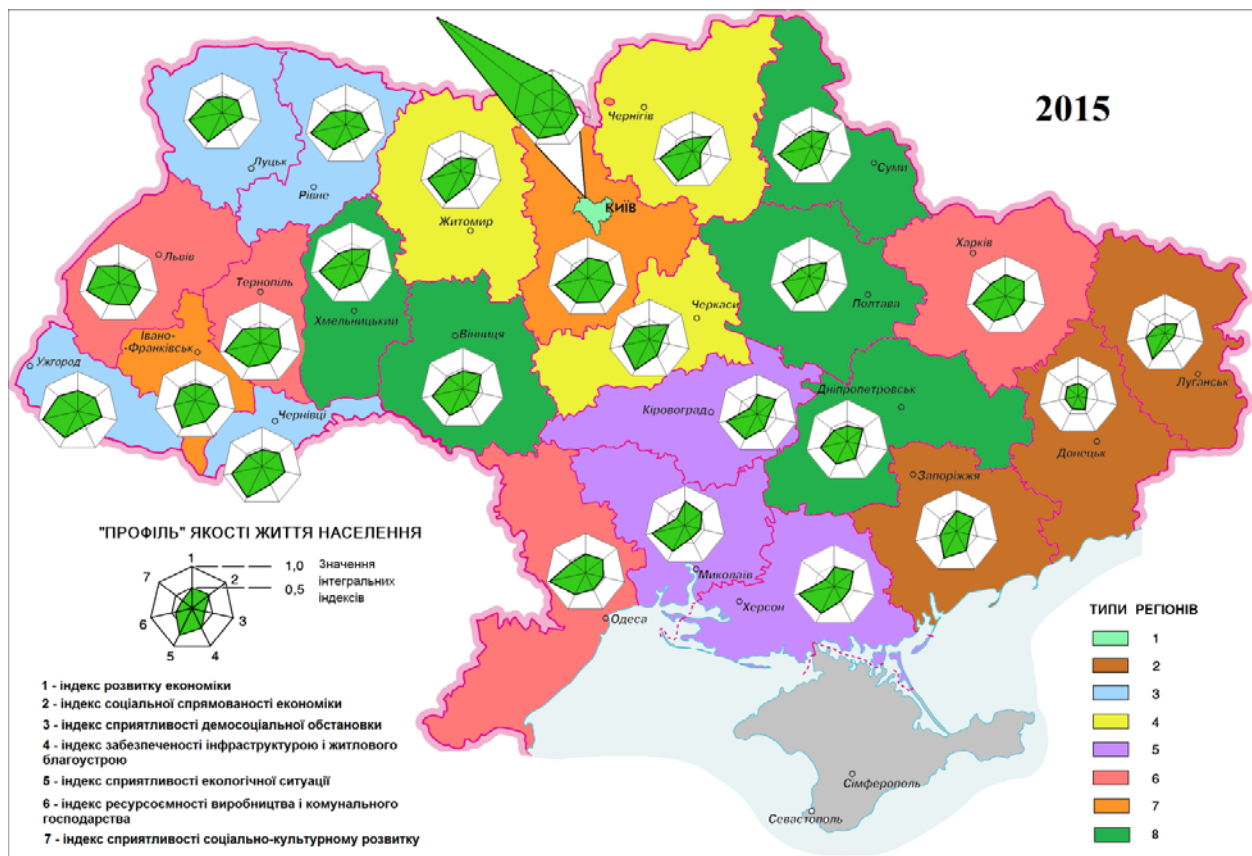 2015
Чернігів
Суми
Луцьк
Рівне
КИЇВ
Житомир
Харків
Львів
Тернопіль
Полтава
Черкаси
Хмельницький
Вінниця
Івано-
-Франківськ
Ужгород
Луганськ
Дніпропетровськ
Кіровоград
Чернівці
Донецьк
Запоріжжя
Миколаїв
Херсон
Одеса
Сімферополь
Севастополь
"ПРОФІЛЬ" ЯКОСТІ ЖИТТЯ НАСЕЛЕННЯ
1
2
3
4
5
6
7
1,0
0,5
Значення
інтегральних
індексів
1 - індекс розвитку економіки
2 - індекс соціальної спрямованості економіки
3 - індекс сприятливості демосоціальної обстановки
4 - індекс забезпеченості інфраструктурою і житлового
благоустрою
5 - індекс сприятливості екологічної ситуації
6 - індекс ресурсоємності виробництва і комунального
господарства
7 - індекс сприятливості соціально-культурному розвитку
ТИПИ РЕГІОНІВ
1
2
3
4
5
6
7
8